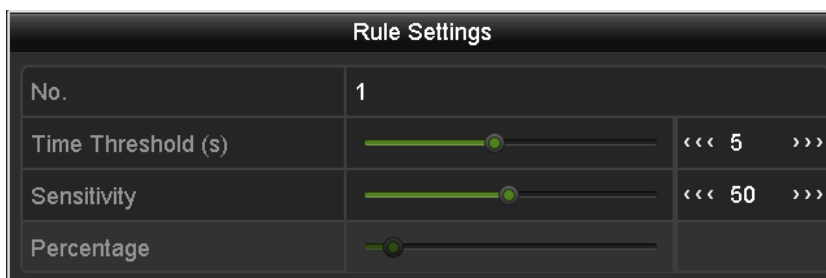 Rule Settings
No. 1
Time Threshold (s) ‹‹‹ 5 ›››
Sensitivity ‹‹‹ 50 ›››
Percentage